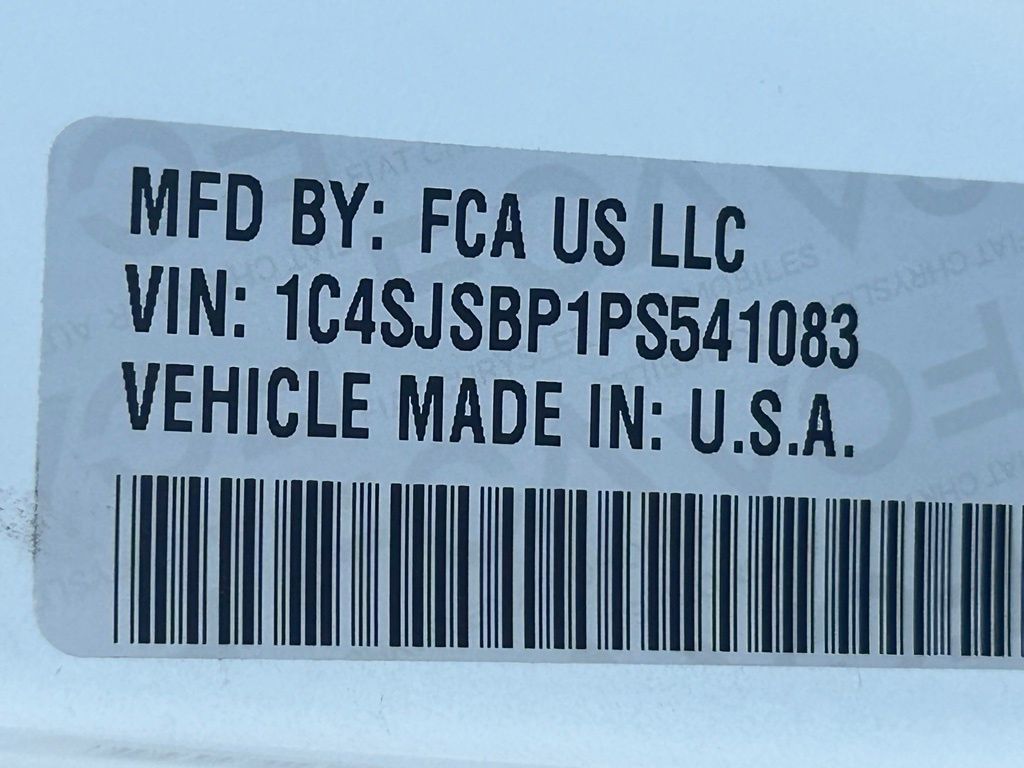 MFD BY: FCA US LLC
VIN: 1C4SJSBP1PS541083
VEHICLE MADE IN: U.S.A.